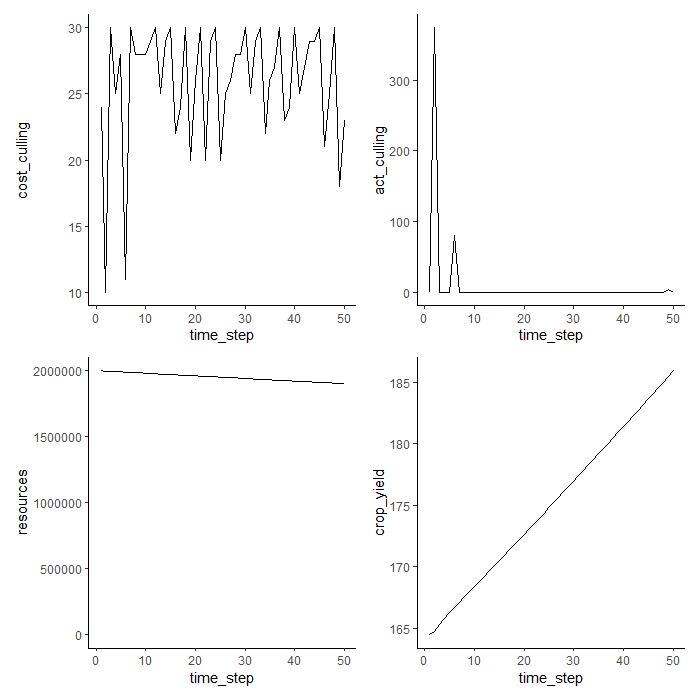 cost_culling
30
25
20
15
10
0 10 20 30 40 50
time_step
act_culling
300
200
100
0
0 10 20 30 40 50
time_step
resources
2000000
1500000
1000000
500000
0
0 10 20 30 40 50
time_step
crop_yield
185
180
175
170
165
0 10 20 30 40 50
time_step